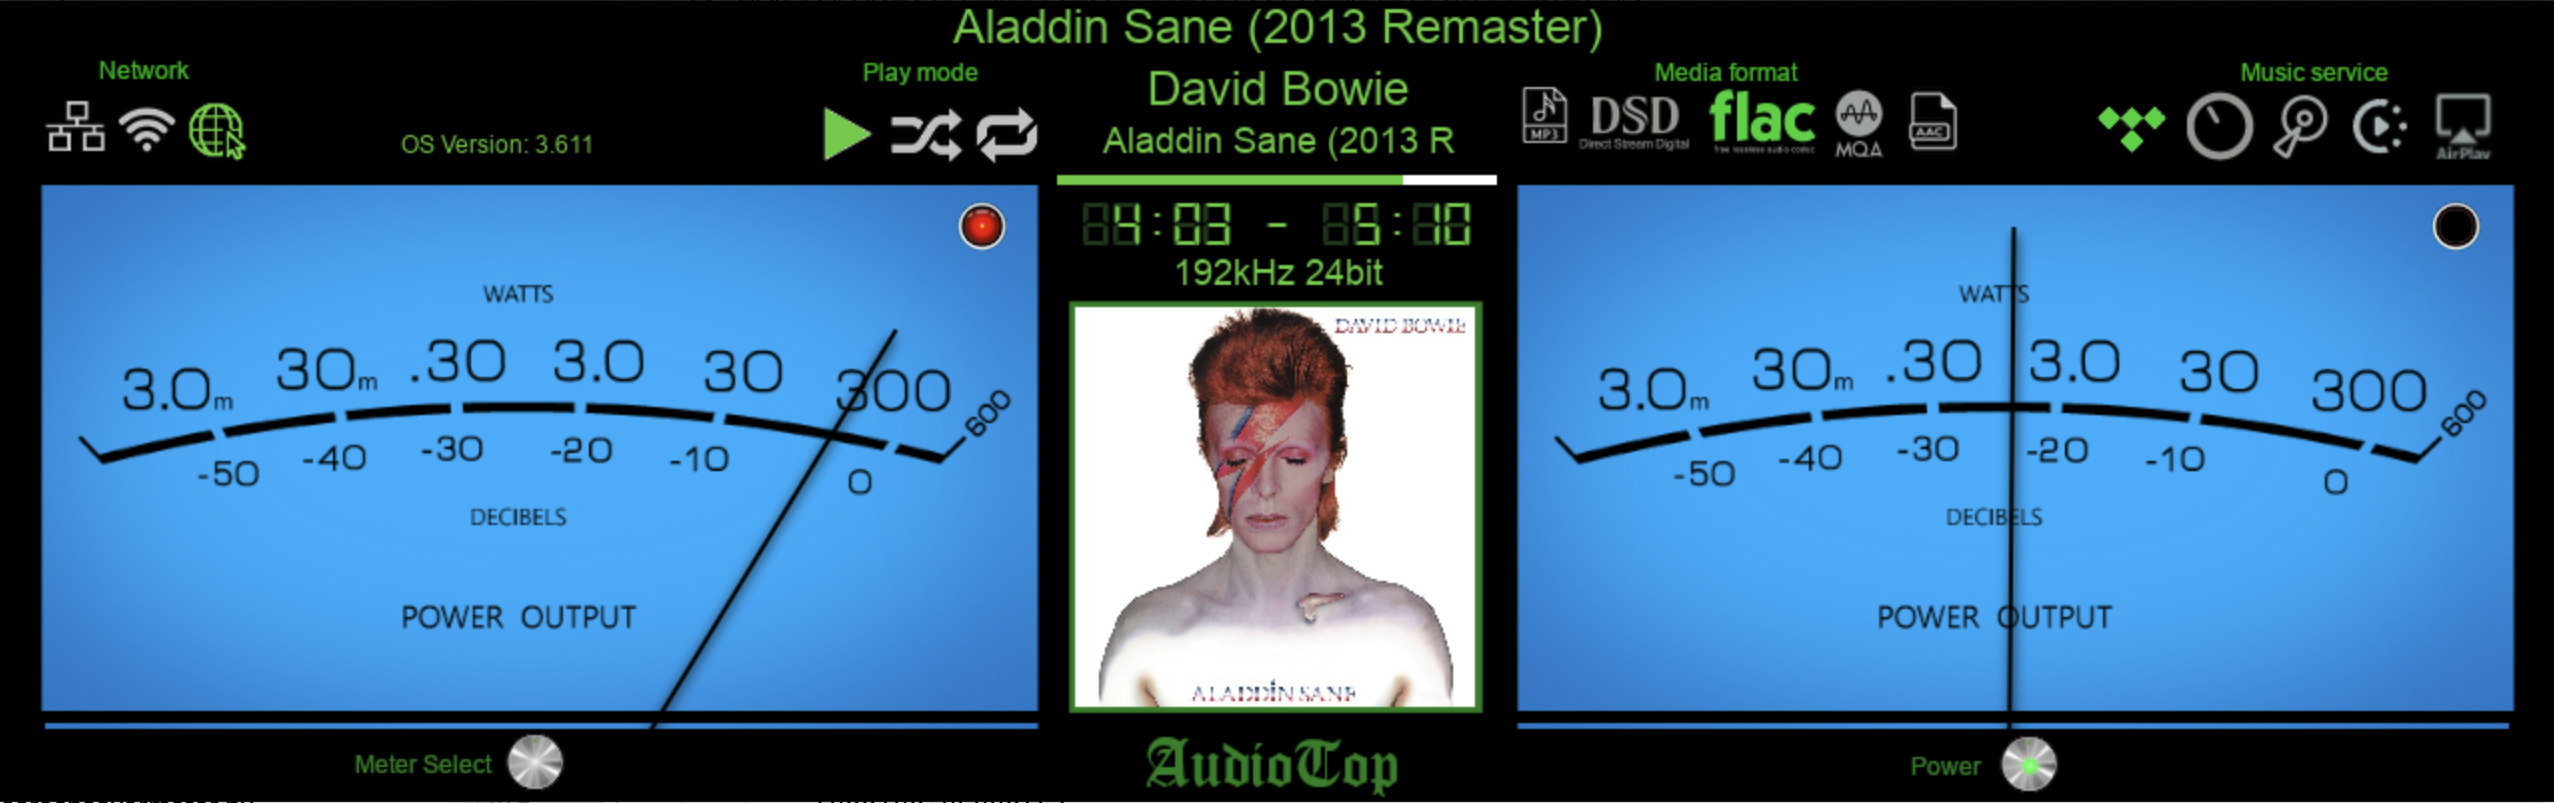 Aladdin Sane (2013 Remaster)
Network
Play mode
David Bowie
Media format
Music service
OS Version: 3.611
Aladdin Sane (2013 R
MP3
DSD
Direct Stream Digital
flac
free lossless audio codec
MQA
AAC
AirPlay
4:03 - 5:10
192kHz 24bit
WATTS
3.0m 30m .30 3.0 30 300 600
-50 -40 -30 -20 -10 0
DECIBELS
POWER OUTPUT
DAVID BOWIE
ALADDIN SANE
WATTS
3.0m 30m .30 3.0 30 300 600
-50 -40 -30 -20 -10 0
DECIBELS
POWER OUTPUT
Meter Select
AudioTop
Power